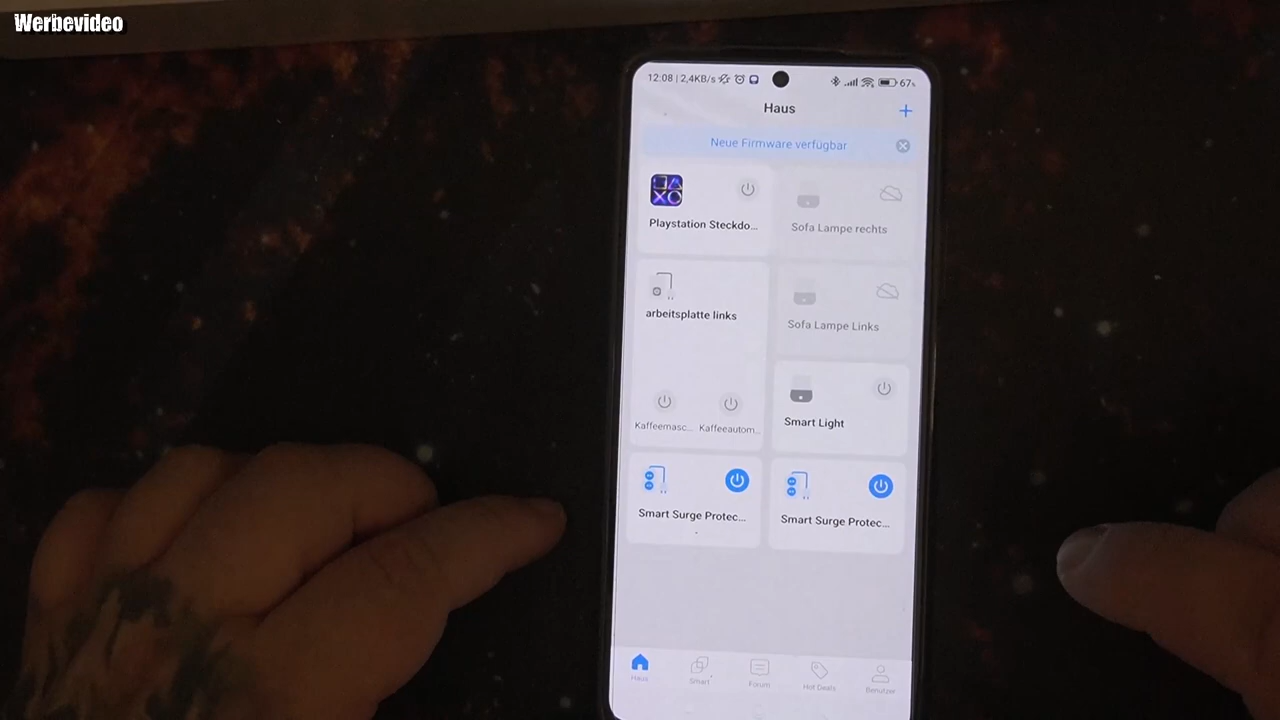 Werbevideo
12:08 | 2,4KB/s
67%
Haus
Neue Firmware verfügbar
Playstation Steckdo...
Sofa Lampe rechts
arbeitsplatte links
Sofa Lampe Links
Kaffeemasc...
Kaffeeautom...
Smart Light
Smart Surge Protec...
Smart Surge Protec...
Haus
Smart
Forum
Hot Deals
Benutzer